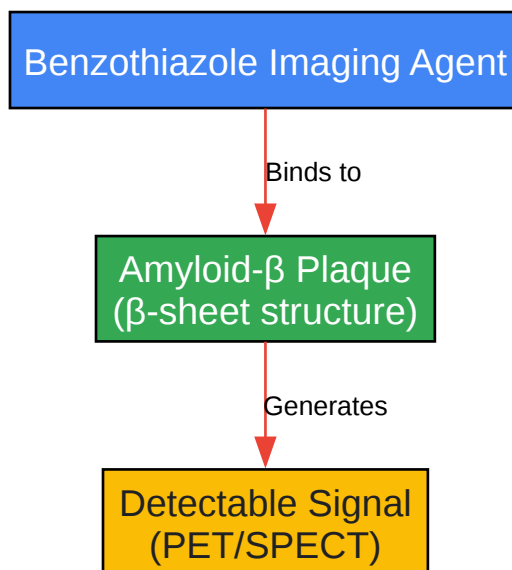 Benzothiazole Imaging Agent
Binds to
Amyloid-β Plaque
(β-sheet structure)
Generates
Detectable Signal
(PET/SPECT)